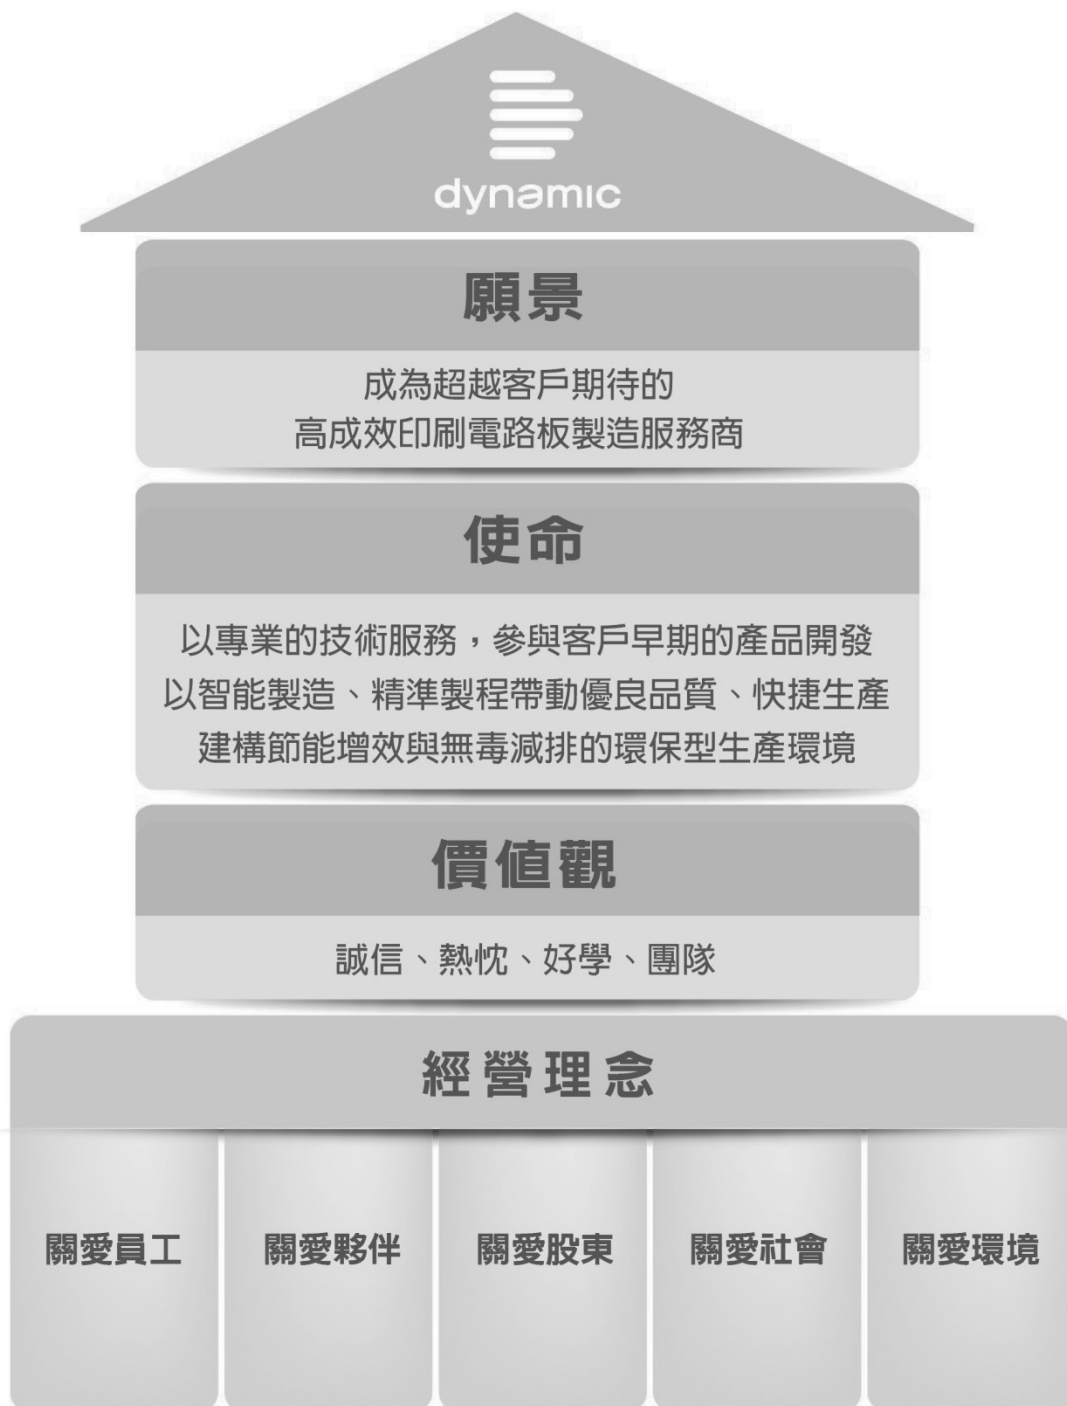 dynamic
願景
成為超越客戶期待的
高成效印刷電路板製造服務商
使命
以專業的技術服務，參與客戶早期的產品開發
以智能製造、精準製程帶動優良品質、快捷生產
建構節能增效與無毒減排的環保型生產環境
價值觀
誠信、熱忱、好學、團隊
經營理念
關愛員工
關愛夥伴
關愛股東
關愛社會
關愛環境